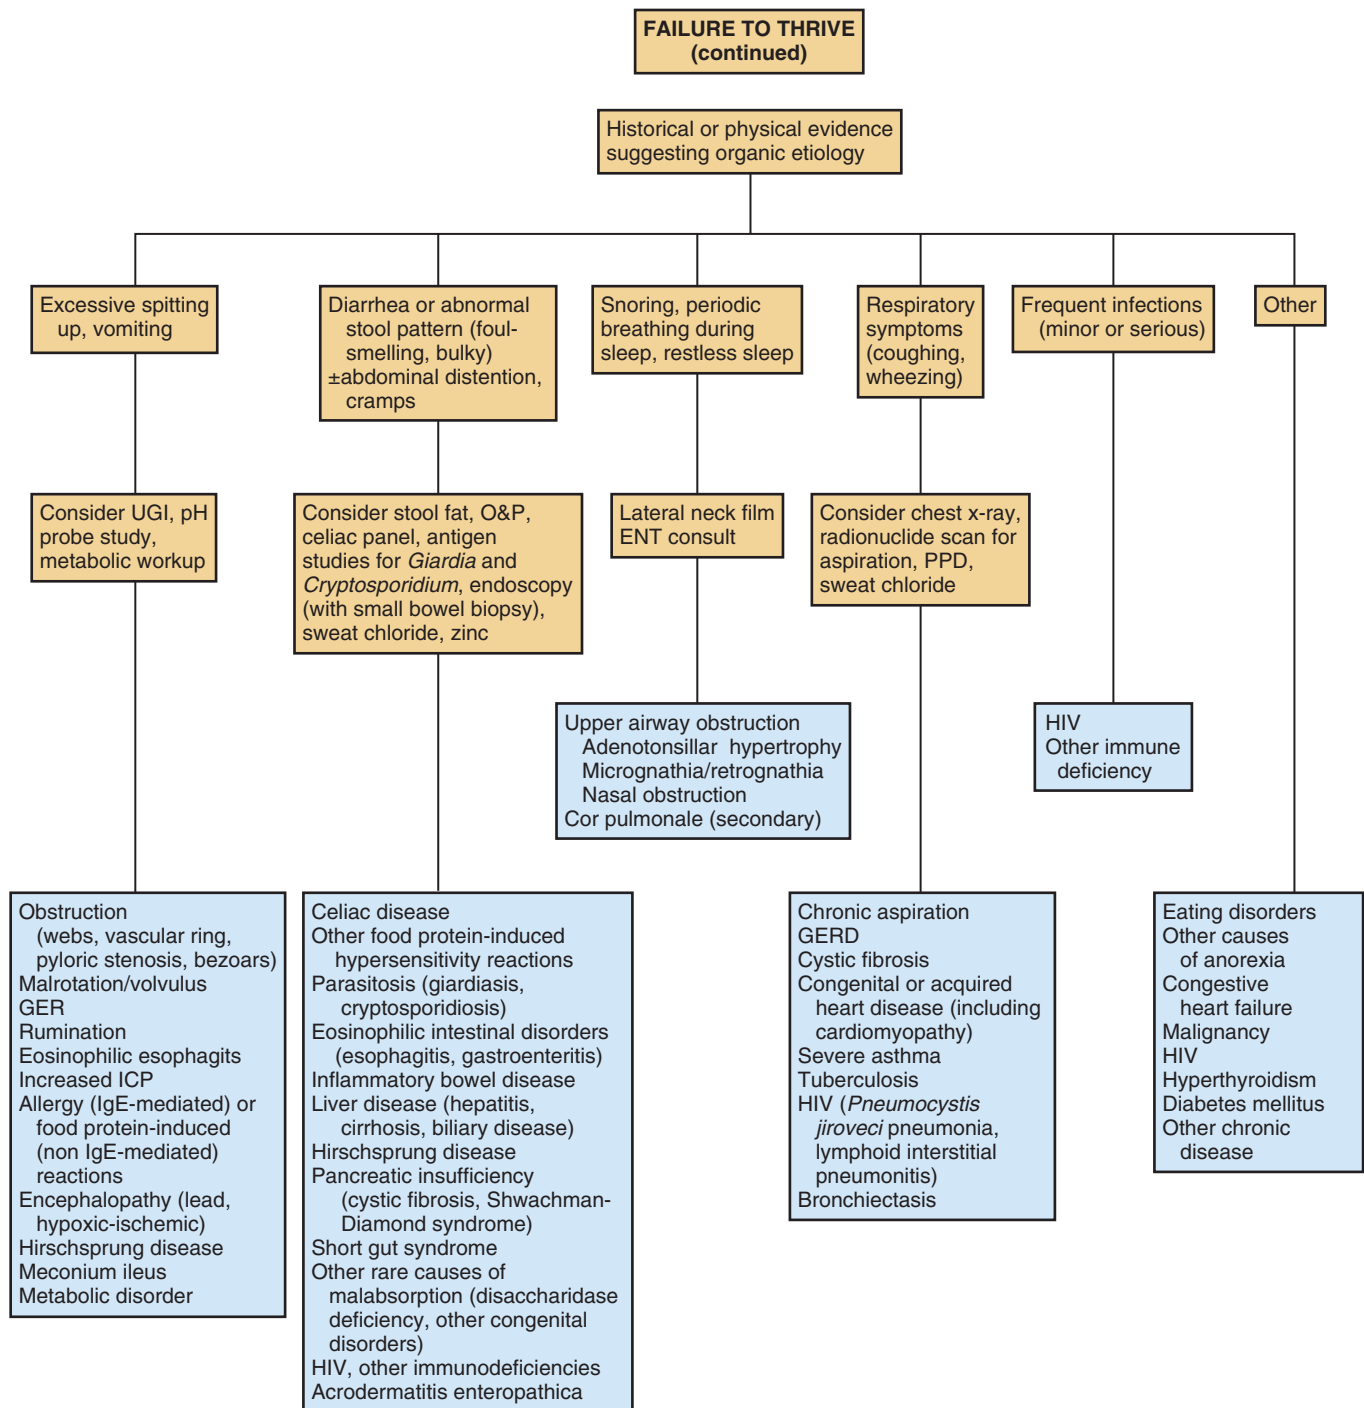 FAILURE TO THRIVE
(continued)
Historical or physical evidence
suggesting organic etiology
Excessive spitting
up, vomiting
Diarrhea or abnormal
stool pattern (foul-
smelling, bulky)
±abdominal distention,
cramps
Snoring, periodic
breathing during
sleep, restless sleep
Respiratory
symptoms
(coughing,
wheezing)
Frequent infections
(minor or serious)
Other
Consider UGI, pH
probe study,
metabolic workup
Consider stool fat, O&P,
celiac panel, antigen
studies for Giardia and
Cryptosporidium, endoscopy
(with small bowel biopsy),
sweat chloride, zinc
Lateral neck film
ENT consult
Consider chest x-ray,
radionuclide scan for
aspiration, PPD,
sweat chloride
Upper airway obstruction
Adenotonsillar hypertrophy
Micrognathia/retrognathia
Nasal obstruction
Cor pulmonale (secondary)
HIV
Other immune
deficiency
Obstruction
(webs, vascular ring,
pyloric stenosis, bezoars)
Malrotation/volvulus
GER
Rumination
Eosinophilic esophagits
Increased ICP
Allergy (IgE-mediated) or
food protein-induced
(non IgE-mediated)
reactions
Encephalopathy (lead,
hypoxic-ischemic)
Hirschsprung disease
Meconium ileus
Metabolic disorder
Celiac disease
Other food protein-induced
hypersensitivity reactions
Parasitosis (giardiasis,
cryptosporidiosis)
Eosinophilic intestinal disorders
(esophagitis, gastroenteritis)
Inflammatory bowel disease
Liver disease (hepatitis,
cirrhosis, biliary disease)
Hirschsprung disease
Pancreatic insufficiency
(cystic fibrosis, Shwachman-
Diamond syndrome)
Short gut syndrome
Other rare causes of
malabsorption (disaccharidase
deficiency, other congenital
disorders)
HIV, other immunodeficiencies
Acrodermatitis enteropathica
Chronic aspiration
GERD
Cystic fibrosis
Congenital or acquired
heart disease (including
cardiomyopathy)
Severe asthma
Tuberculosis
HIV (Pneumocystis
jiroveci pneumonia,
lymphoid interstitial
pneumonitis)
Bronchiectasis
Eating disorders
Other causes
of anorexia
Congestive
heart failure
Malignancy
HIV
Hyperthyroidism
Diabetes mellitus
Other chronic
disease